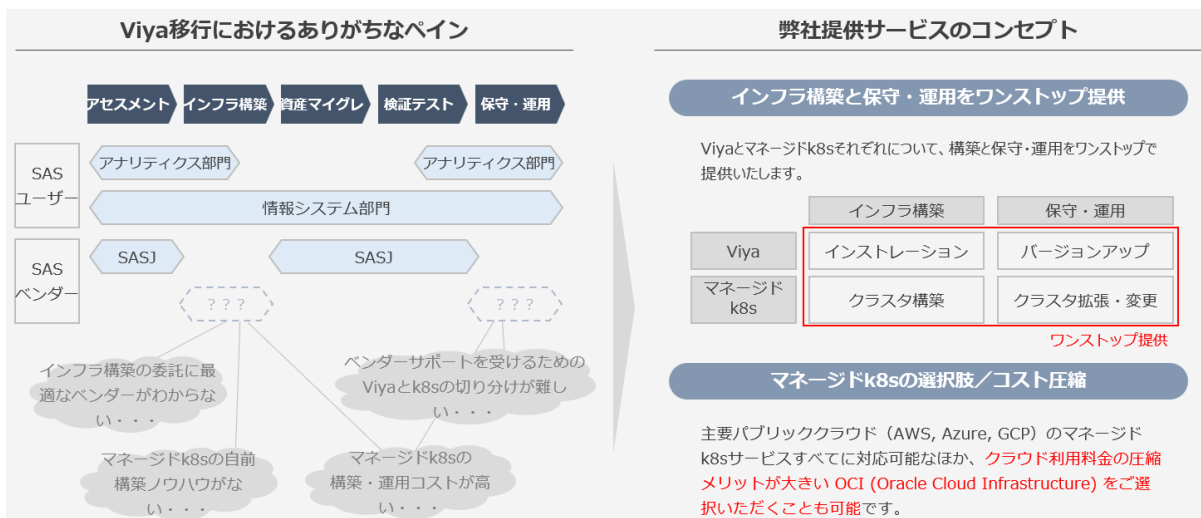 Viya移行におけるありがちなペイン
アセスメント
インフラ構築
資産マイグレ
検証テスト
保守・運用
SAS
ユーザー
アナリティクス部門
アナリティクス部門
情報システム部門
SAS
ベンダー
SASJ
SASJ
???
???
インフラ構築の委託に最
適なベンダーがわからな
い・・・
ベンダーサポートを受けるための
Viyaとk8sの切り分けが難し
い・・・
マネージドk8sの自前
構築ノウハウがな
い・・・
マネージドk8sの
構築・運用コストが高
い・・・
弊社提供サービスのコンセプト
インフラ構築と保守・運用をワンストップ提供
Viyaとマネージドk8sそれぞれについて、構築と保守・運用をワンストップで
提供いたします。
インフラ構築
保守・運用
Viya
インストレーション
バージョンアップ
マネージド
k8s
クラスタ構築
クラスタ拡張・変更
ワンストップ提供
マネージドk8sの選択肢／コスト圧縮
主要パブリッククラウド（AWS, Azure, GCP）のマネージド
k8sサービスすべてに対応可能なほか、クラウド利用料金の圧縮
メリットが大きい OCI (Oracle Cloud Infrastructure) をご選
択いただくことも可能です。